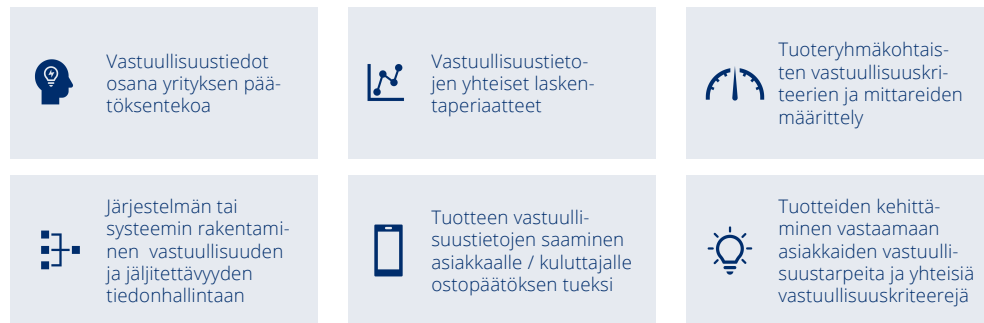 Vastuullisuustiedot
osana yrityksen pää-
töksentekoa
Vastuullisuustieto-
jen yhteiset lasken-
taperiaatteet
Tuoteryhmäkohtais-
ten vastuullisuuskri-
teerien ja mittareiden
määrittely
Järjestelmän tai
systeemin rakentami-
nen vastuullisuuden
ja jäljitettävyyden
tiedonhallintaan
Tuotteen vastuulli-
suustietojen saaminen
asiakkaalle / kuluttajalle
ostopäätöksen tueksi
Tuotteiden kehittä-
minen vastaamaan
asiakkaiden vastuulli-
suustarpeita ja yhteisiä
vastuullisuuskriteerejä